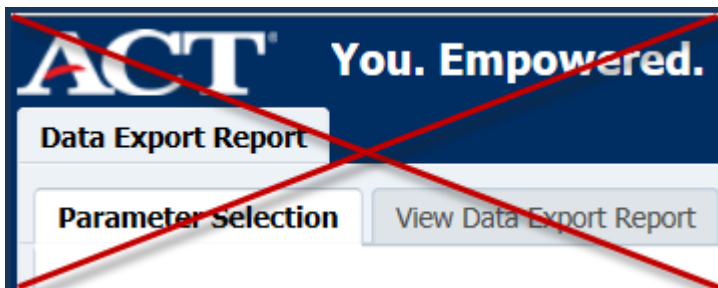 ACT® You. Empowered.
Data Export Report
Parameter Selection View Data Export Report